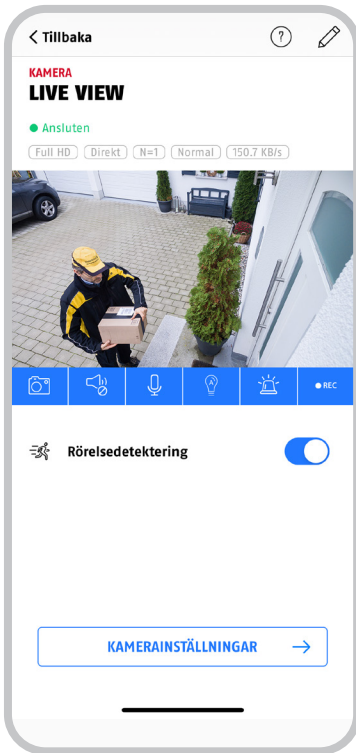 Tillbaka
?
KAMERA
LIVE VIEW
Ansluten
Full HD Direkt N=1 Normal 150.7 KB/s
A REC
Rörelsedetektering
KAMERAINSTÄLLNINGAR